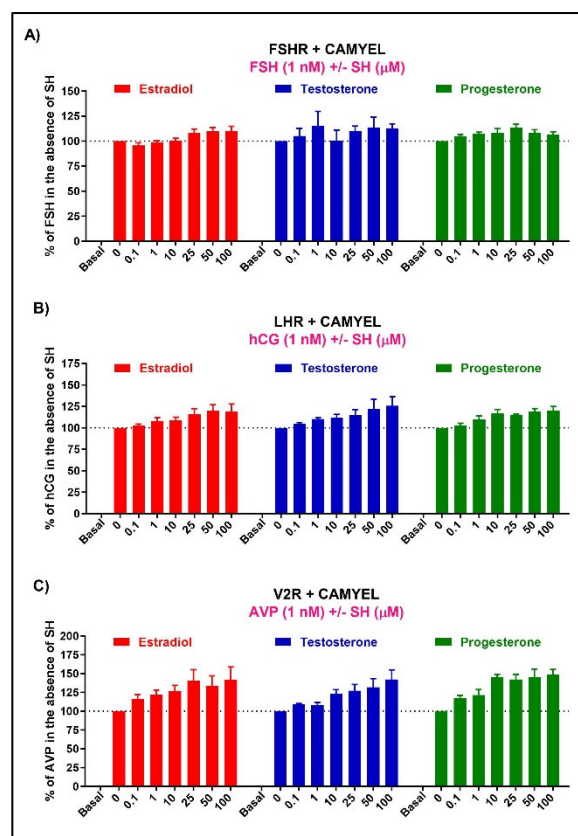 A)
FSHR + CAMYEL
FSH (1 nM) +/- SH (µM)
Estradiol Testosterone Progesterone
% of FSH in the absence of SH
150
125
100
75
50
25
0
Basal 0 0.1 1 10 25 50 100 Basal 0 0.1 1 10 25 50 100 Basal 0 0.1 1 10 25 50 100
B)
LHR + CAMYEL
hCG (1 nM) +/- SH (µM)
Estradiol Testosterone Progesterone
% of hCG in the absence of SH
175
150
125
100
75
50
25
0
Basal 0 0.1 1 10 25 50 100 Basal 0 0.1 1 10 25 50 100 Basal 0 0.1 1 10 25 50 100
C)
V2R + CAMYEL
AVP (1 nM) +/- SH (µM)
Estradiol Testosterone Progesterone
% of AVP in the absence of SH
200
175
150
125
100
75
50
25
0
Basal 0 0.1 1 10 25 50 100 Basal 0 0.1 1 10 25 50 100 Basal 0 0.1 1 10 25 50 100